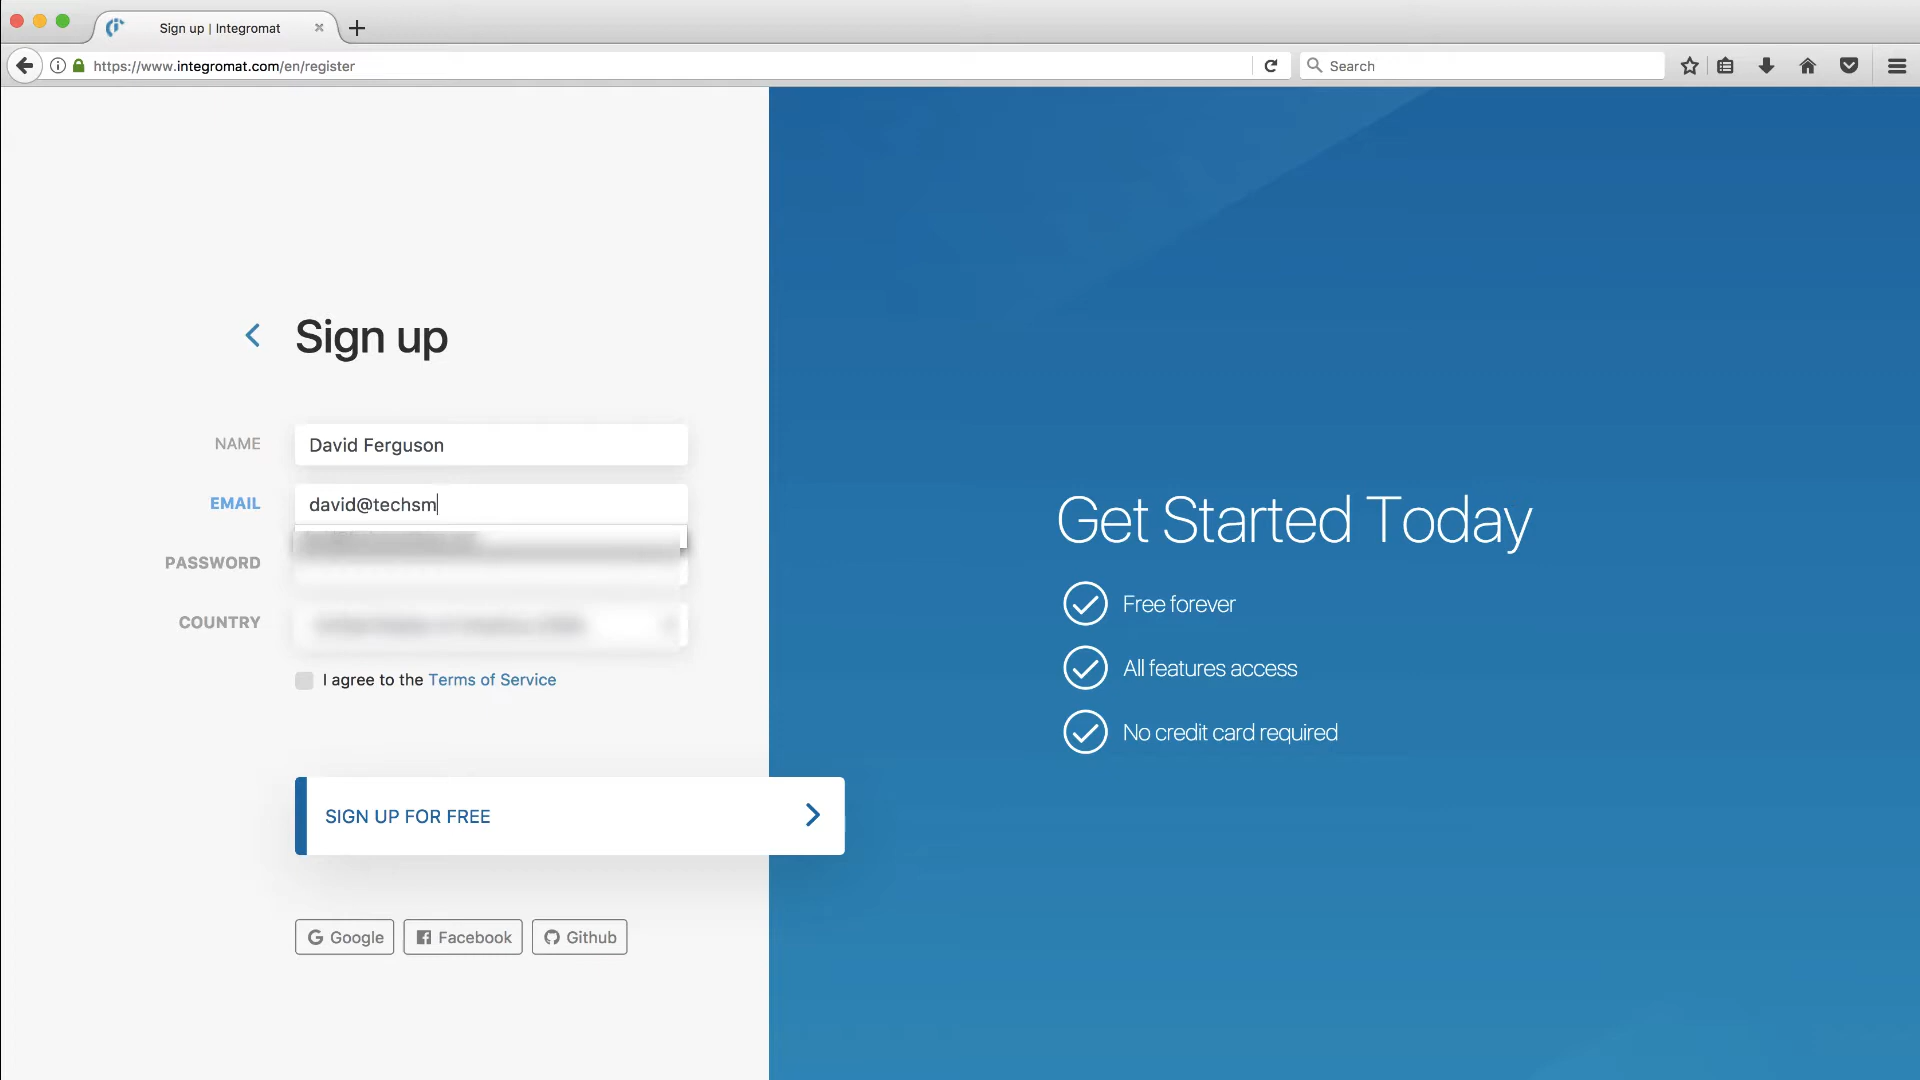 Sign up | Integromat
https://www.integromat.com/en/register
Search
Sign up
NAME
David Ferguson
EMAIL
david@techsm
PASSWORD
COUNTRY
I agree to the Terms of Service
SIGN UP FOR FREE
Google
Facebook
Github
Get Started Today
Free forever
All features access
No credit card required